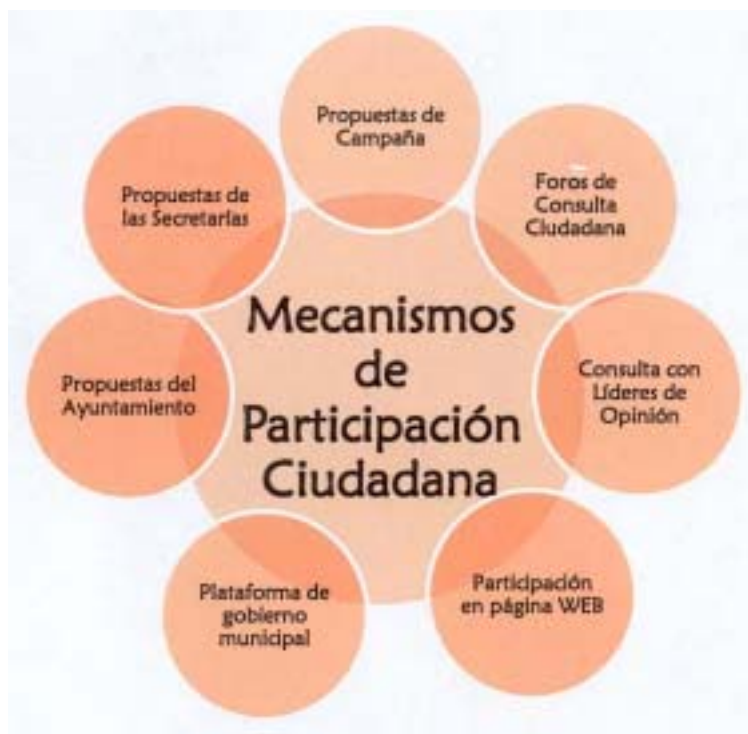 Propuestas de
Campaña
Foros de
Consulta
Ciudadana
Consulta con
Líderes de
Opinión
Participación
en página WEB
Plataforma de
gobierno
municipal
Propuestas del
Ayuntamiento
Propuestas de
las Secretarías
Mecanismos
de
Participación
Ciudadana